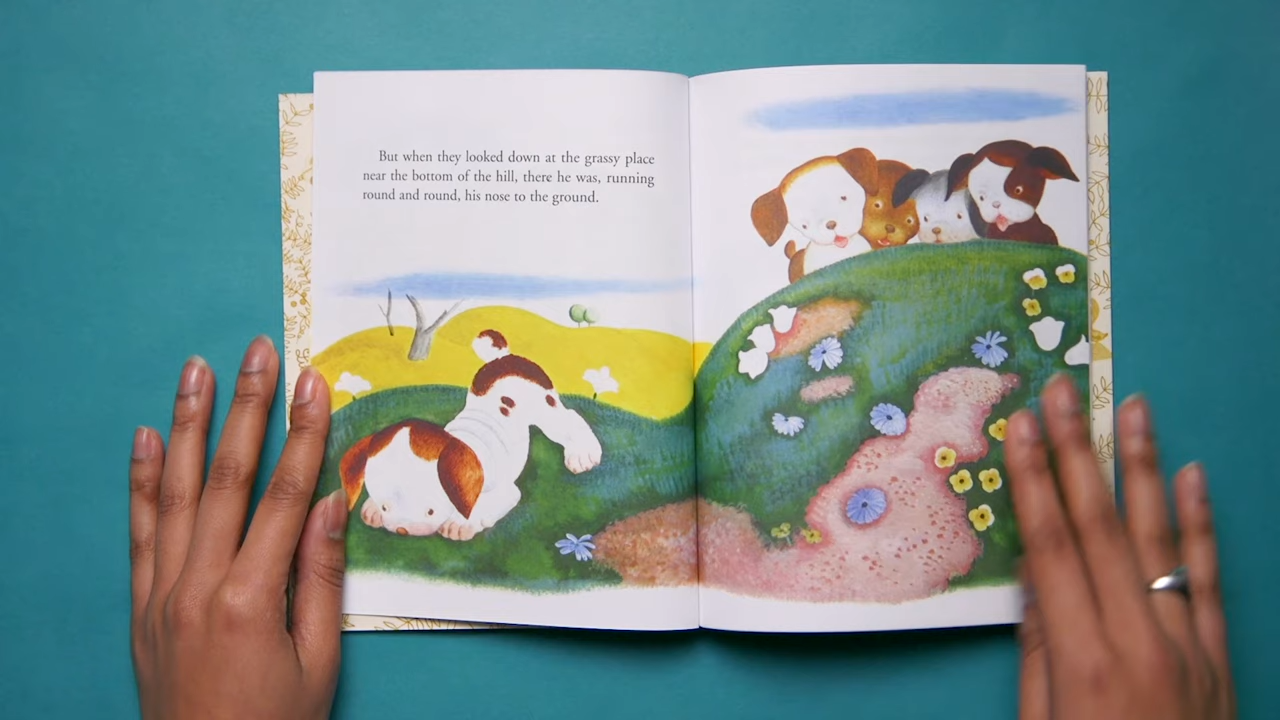 But when they looked down at the grassy place
near the bottom of the hill, there he was, running
round and round, his nose to the ground.